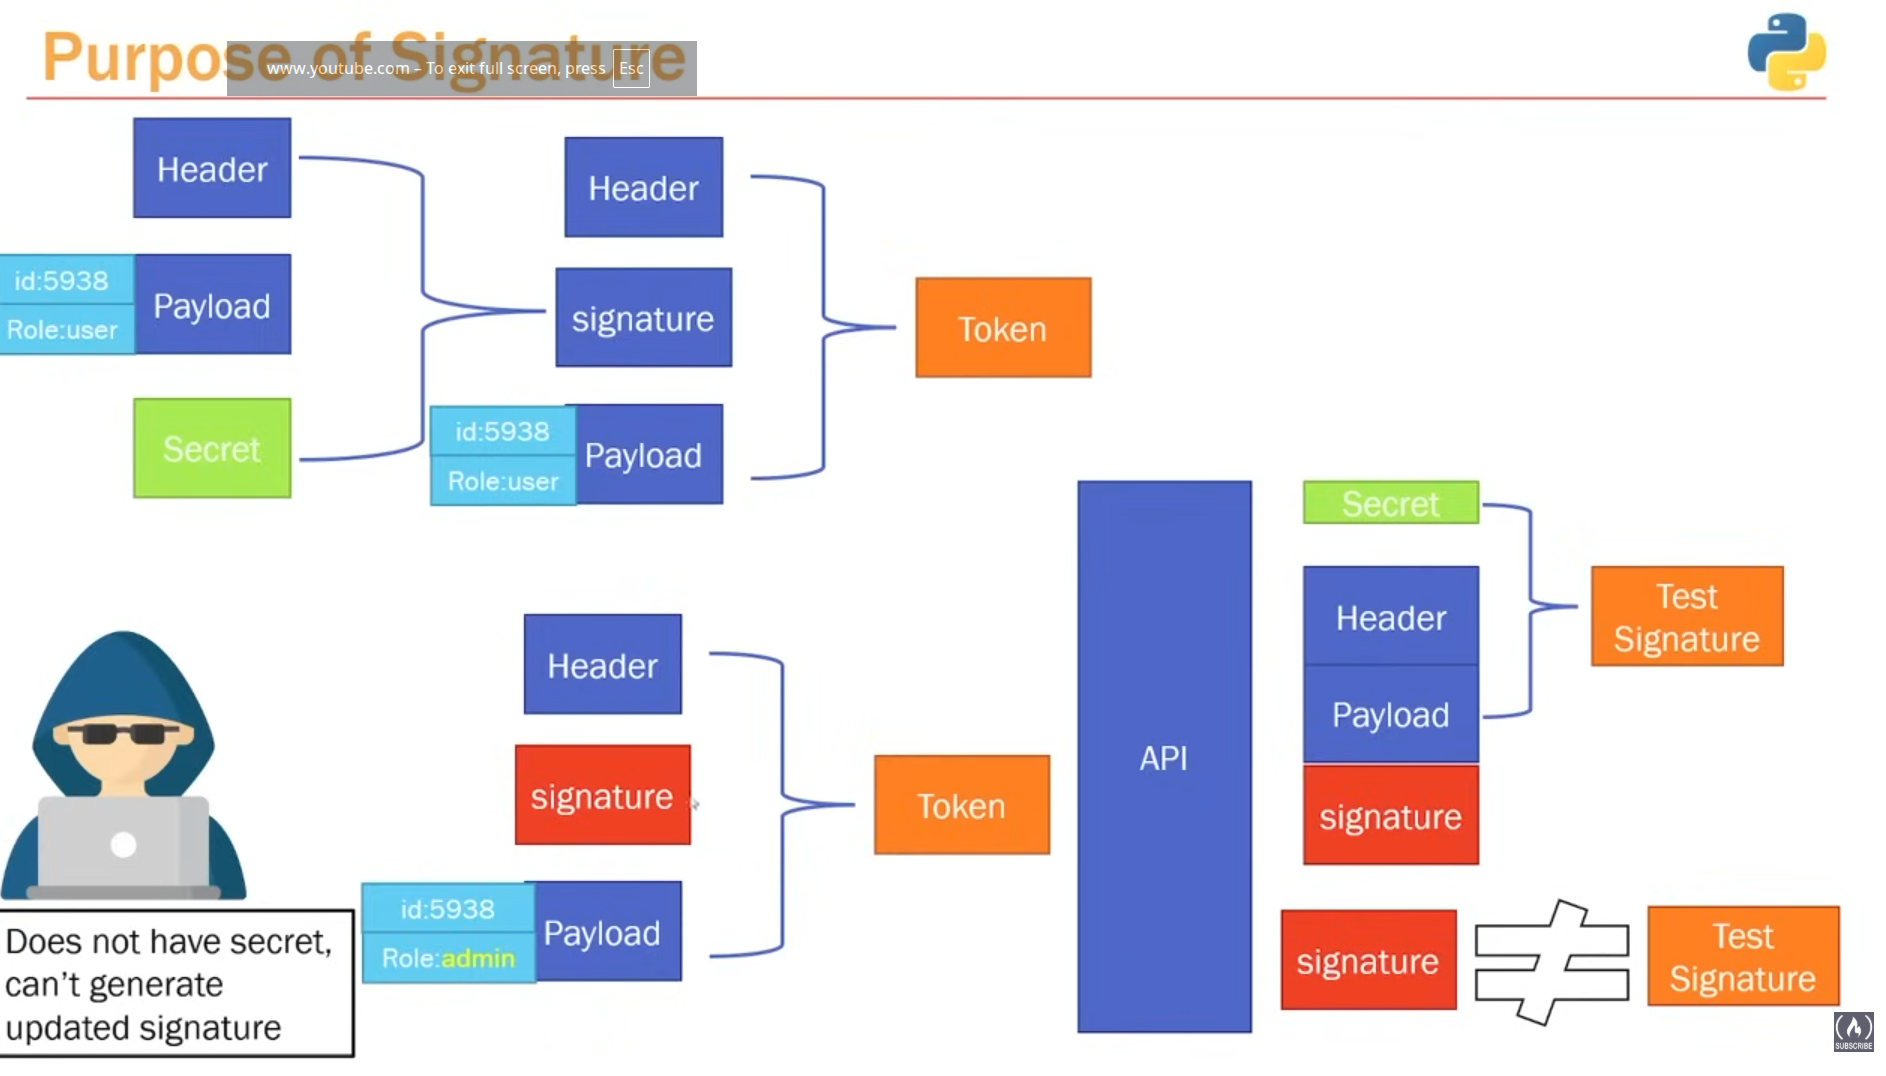 Purpose of Signature
www.youtube.com – To exit full screen, press Esc
Header
id:5938
Role:user
Payload
Secret
Header
signature
id:5938
Role:user
Payload
Token
Does not have secret,
can't generate
updated signature
Header
signature
id:5938
Role:admin
Payload
Token
API
Secret
Header
Payload
signature
Test
Signature
signature
Test
Signature
SUBSCRIBE